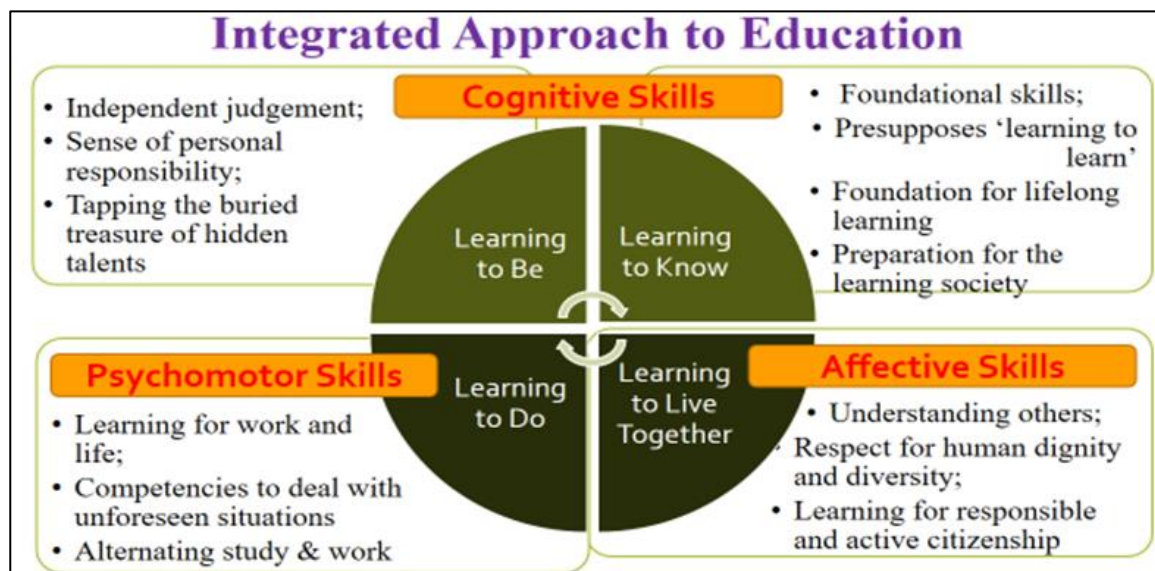 Integrated Approach to Education
Cognitive Skills
• Independent judgement;
• Sense of personal
responsibility;
• Tapping the buried
treasure of hidden
talents
• Foundational skills;
• Presupposes ‘learning to
learn’
• Foundation for lifelong
learning
• Preparation for the
learning society
Learning
to Be
Learning
to Know
Psychomotor Skills
• Learning for work and
life;
• Competencies to deal with
unforeseen situations
• Alternating study & work
Learning
to Do
Learning
to Live
Together
Affective Skills
• Understanding others;
• Respect for human dignity
and diversity;
• Learning for responsible
and active citizenship